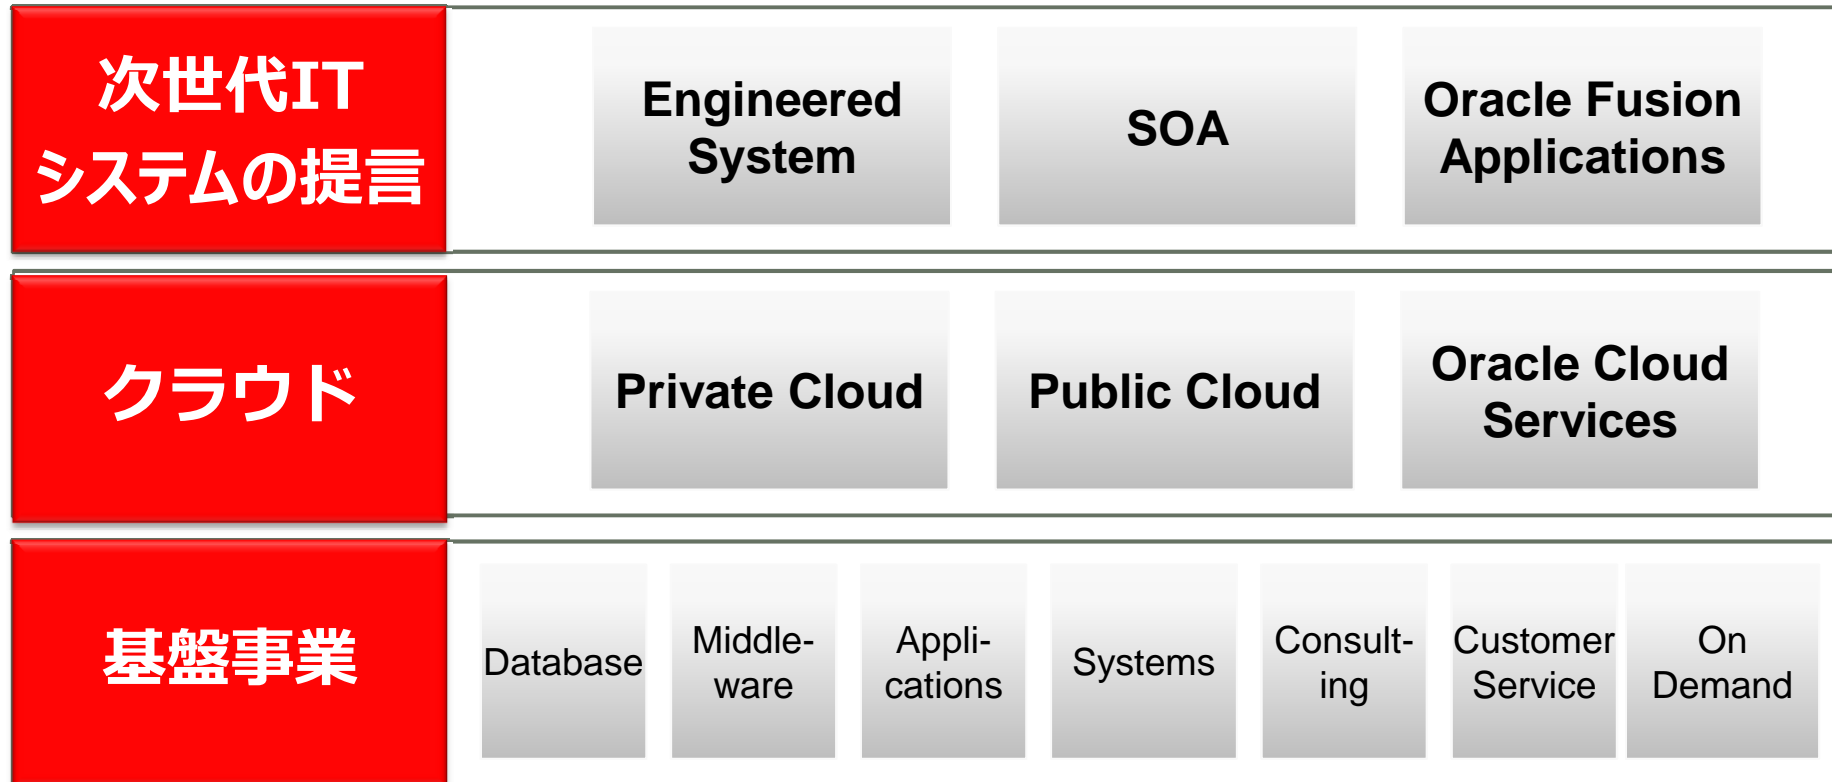 次世代IT
システムの提言
Engineered
System
SOA
Oracle Fusion
Applications
クラウド
Private Cloud
Public Cloud
Oracle Cloud
Services
基盤事業
Database
Middle-
ware
Appli-
cations
Systems
Consult-
ing
Customer
Service
On
Demand